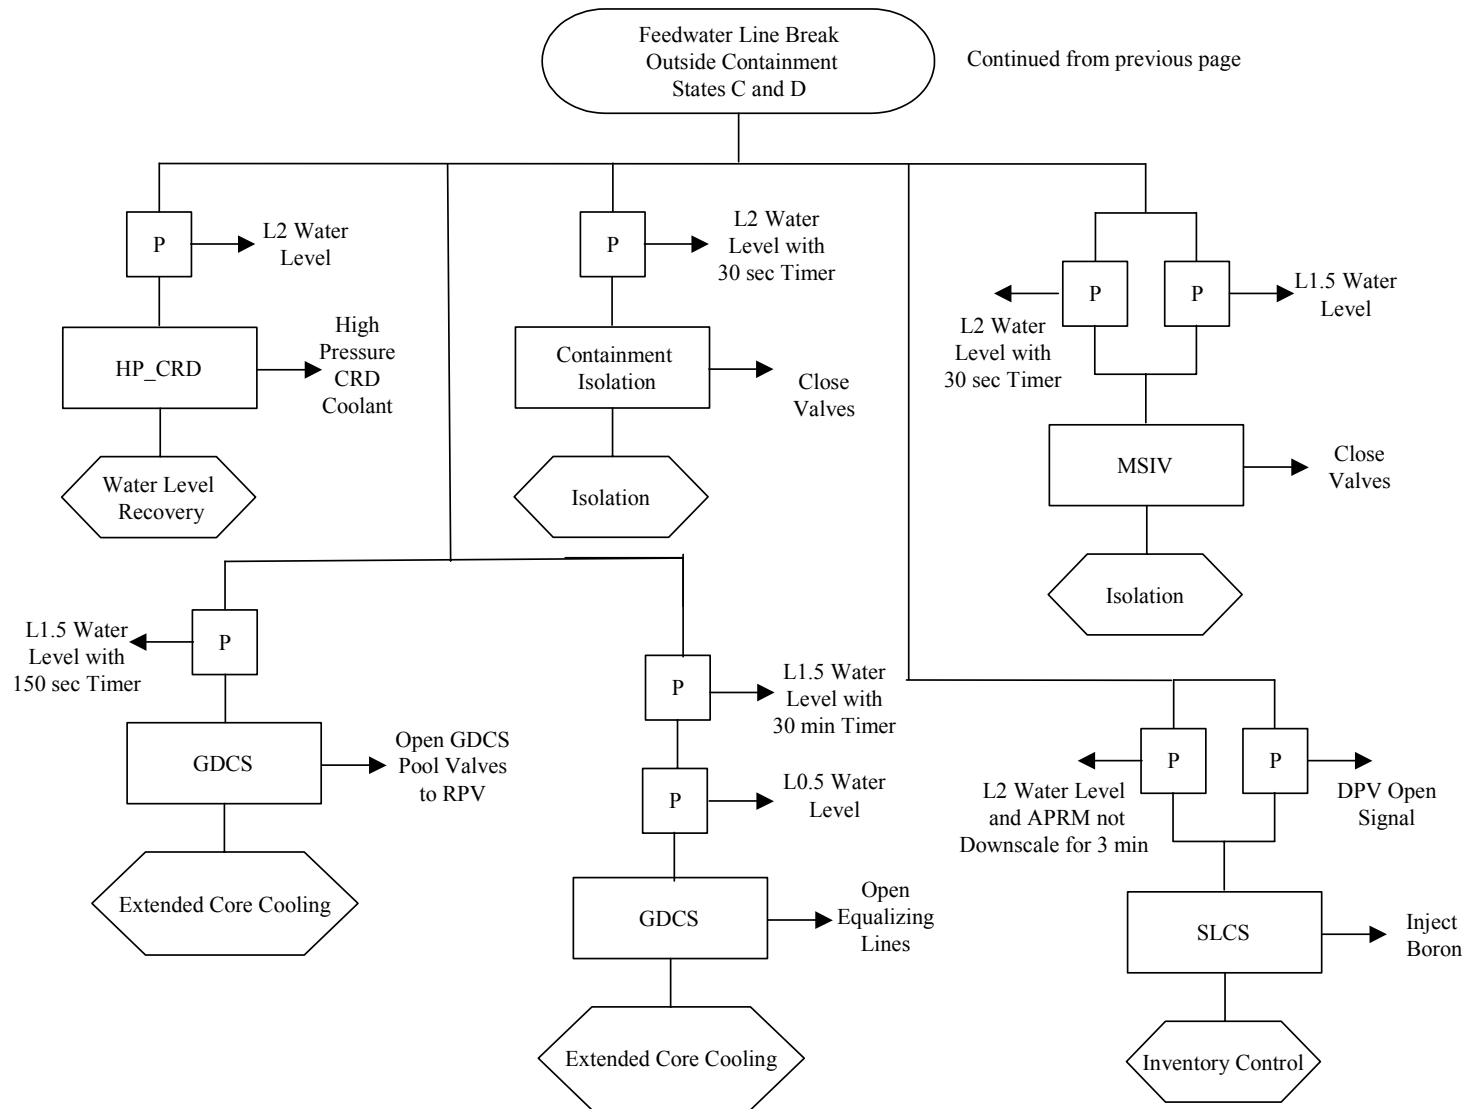 Feedwater Line Break
Outside Containment
States C and D
Continued from previous page
P
L2 Water
Level
HP_CRD
High
Pressure
CRD
Coolant
Water Level
Recovery
P
L2 Water
Level with
30 sec Timer
Containment
Isolation
Close
Valves
Isolation
P
L2 Water
Level with
30 sec Timer
P
L1.5 Water
Level
MSIV
Close
Valves
Isolation
P
L1.5 Water
Level with
150 sec Timer
GDCS
Open GDCS
Pool Valves
to RPV
Extended Core Cooling
P
L1.5 Water
Level with
30 min Timer
P
L0.5 Water
Level
GDCS
Open
Equalizing
Lines
Extended Core Cooling
P
L2 Water Level
and APRM not
Downscale for 3 min
P
DPV Open
Signal
SLCS
Inject
Boron
Inventory Control